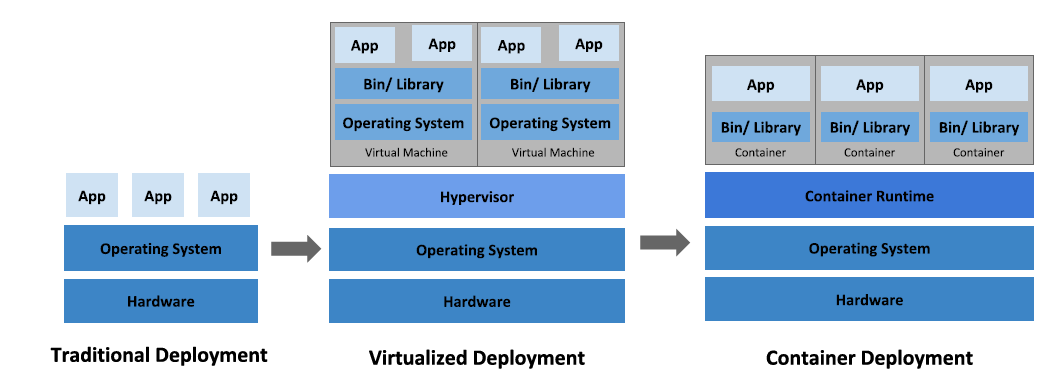 App App App
Operating System
Hardware
Traditional Deployment
App App App App
Bin/ Library Bin/ Library
Operating System Operating System
Virtual Machine Virtual Machine
Hypervisor
Operating System
Hardware
Virtualized Deployment
App App App
Bin/ Library Bin/ Library Bin/ Library
Container Container Container
Container Runtime
Operating System
Hardware
Container Deployment